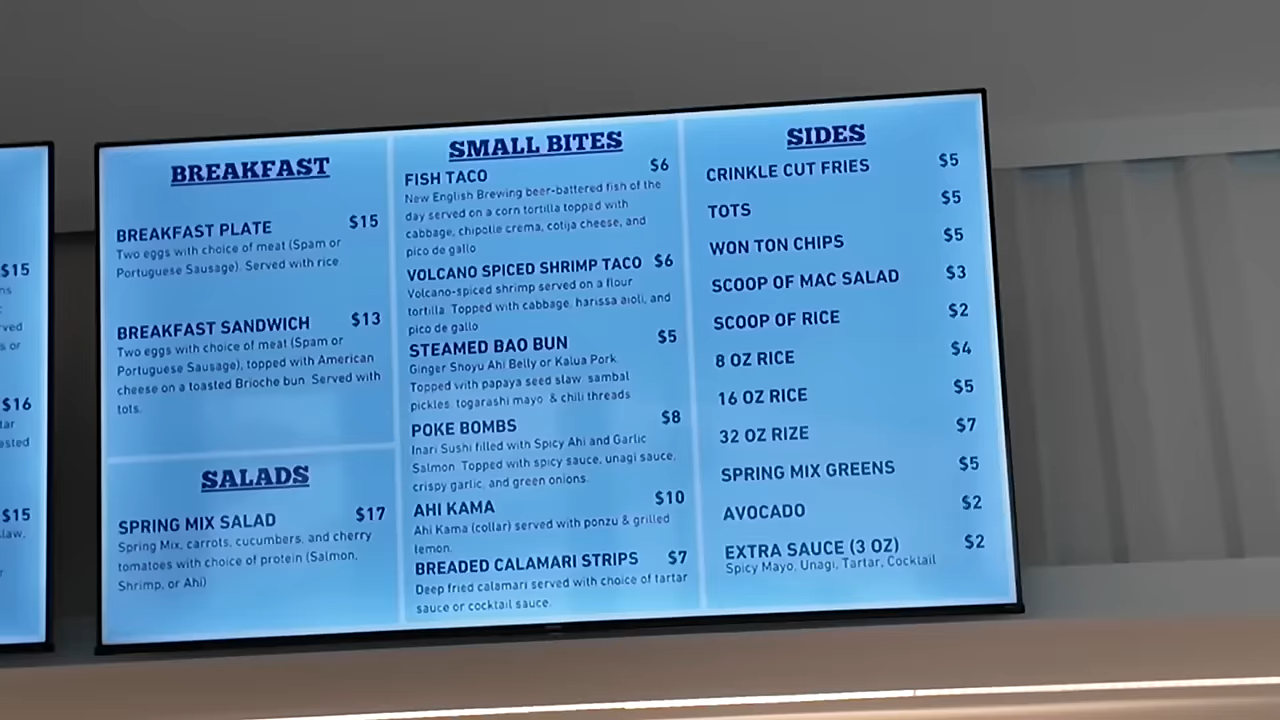 $15
ns
rved
s or
$16
tar
asted
$15
law,
r
BREAKFAST
BREAKFAST PLATE $15
Two eggs with choice of meat (Spam or
Portuguese Sausage). Served with rice
BREAKFAST SANDWICH $13
Two eggs with choice of meat (Spam or
Portuguese Sausage), topped with American
cheese on a toasted Brioche bun. Served with
tots.
SALADS
SPRING MIX SALAD $17
Spring Mix, carrots, cucumbers, and cherry
tomatoes with choice of protein (Salmon,
Shrimp, or Ahi)
SMALL BITES
FISH TACO $6
New English Brewing beer-battered fish of the
day served on a corn tortilla topped with
cabbage, chipotle crema, cotija cheese, and
pico de gallo
VOLCANO SPICED SHRIMP TACO $6
Volcano-spiced shrimp served on a flour
tortilla. Topped with cabbage, harissa aioli, and
pico de gallo
STEAMED BAO BUN $5
Ginger Shoyu Ahi Belly or Kalua Pork.
Topped with papaya seed slaw, sambal
pickles, togarashi mayo, & chili threads
POKE BOMBS $8
Inari Sushi filled with Spicy Ahi and Garlic
Salmon. Topped with spicy sauce, unagi sauce,
crispy garlic, and green onions.
AHI KAMA $10
Ahi Kama (collar) served with ponzu & grilled
lemon.
BREADED CALAMARI STRIPS $7
Deep fried calamari served with choice of tartar
sauce or cocktail sauce.
SIDES
CRINKLE CUT FRIES $5
TOTS $5
WON TON CHIPS $5
SCOOP OF MAC SALAD $3
SCOOP OF RICE $2
8 OZ RICE $4
16 OZ RICE $5
32 OZ RIZE $7
SPRING MIX GREENS $5
AVOCADO $2
EXTRA SAUCE (3 OZ) $2
Spicy Mayo, Unagi, Tartar, Cocktail